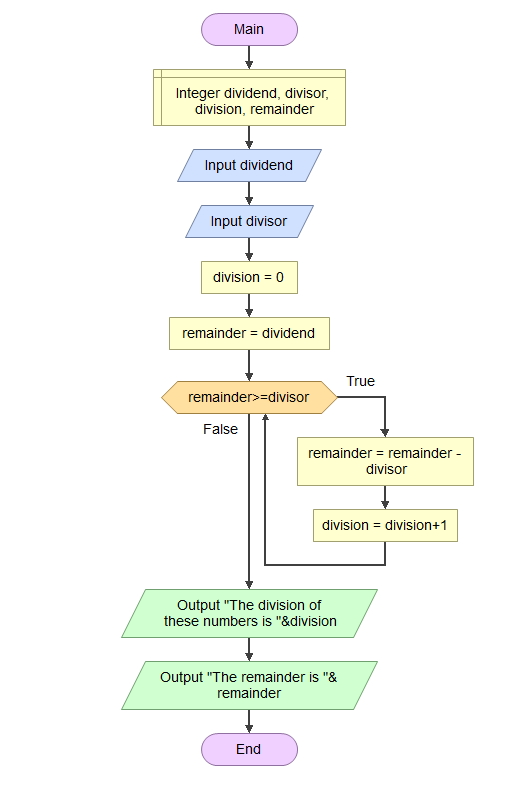 Main
Integer dividend, divisor,
division, remainder
Input dividend
Input divisor
division = 0
remainder = dividend
remainder>=divisor
True
False
remainder = remainder -
divisor
division = division+1
Output "The division of
these numbers is "&division
Output "The remainder is "&
remainder
End